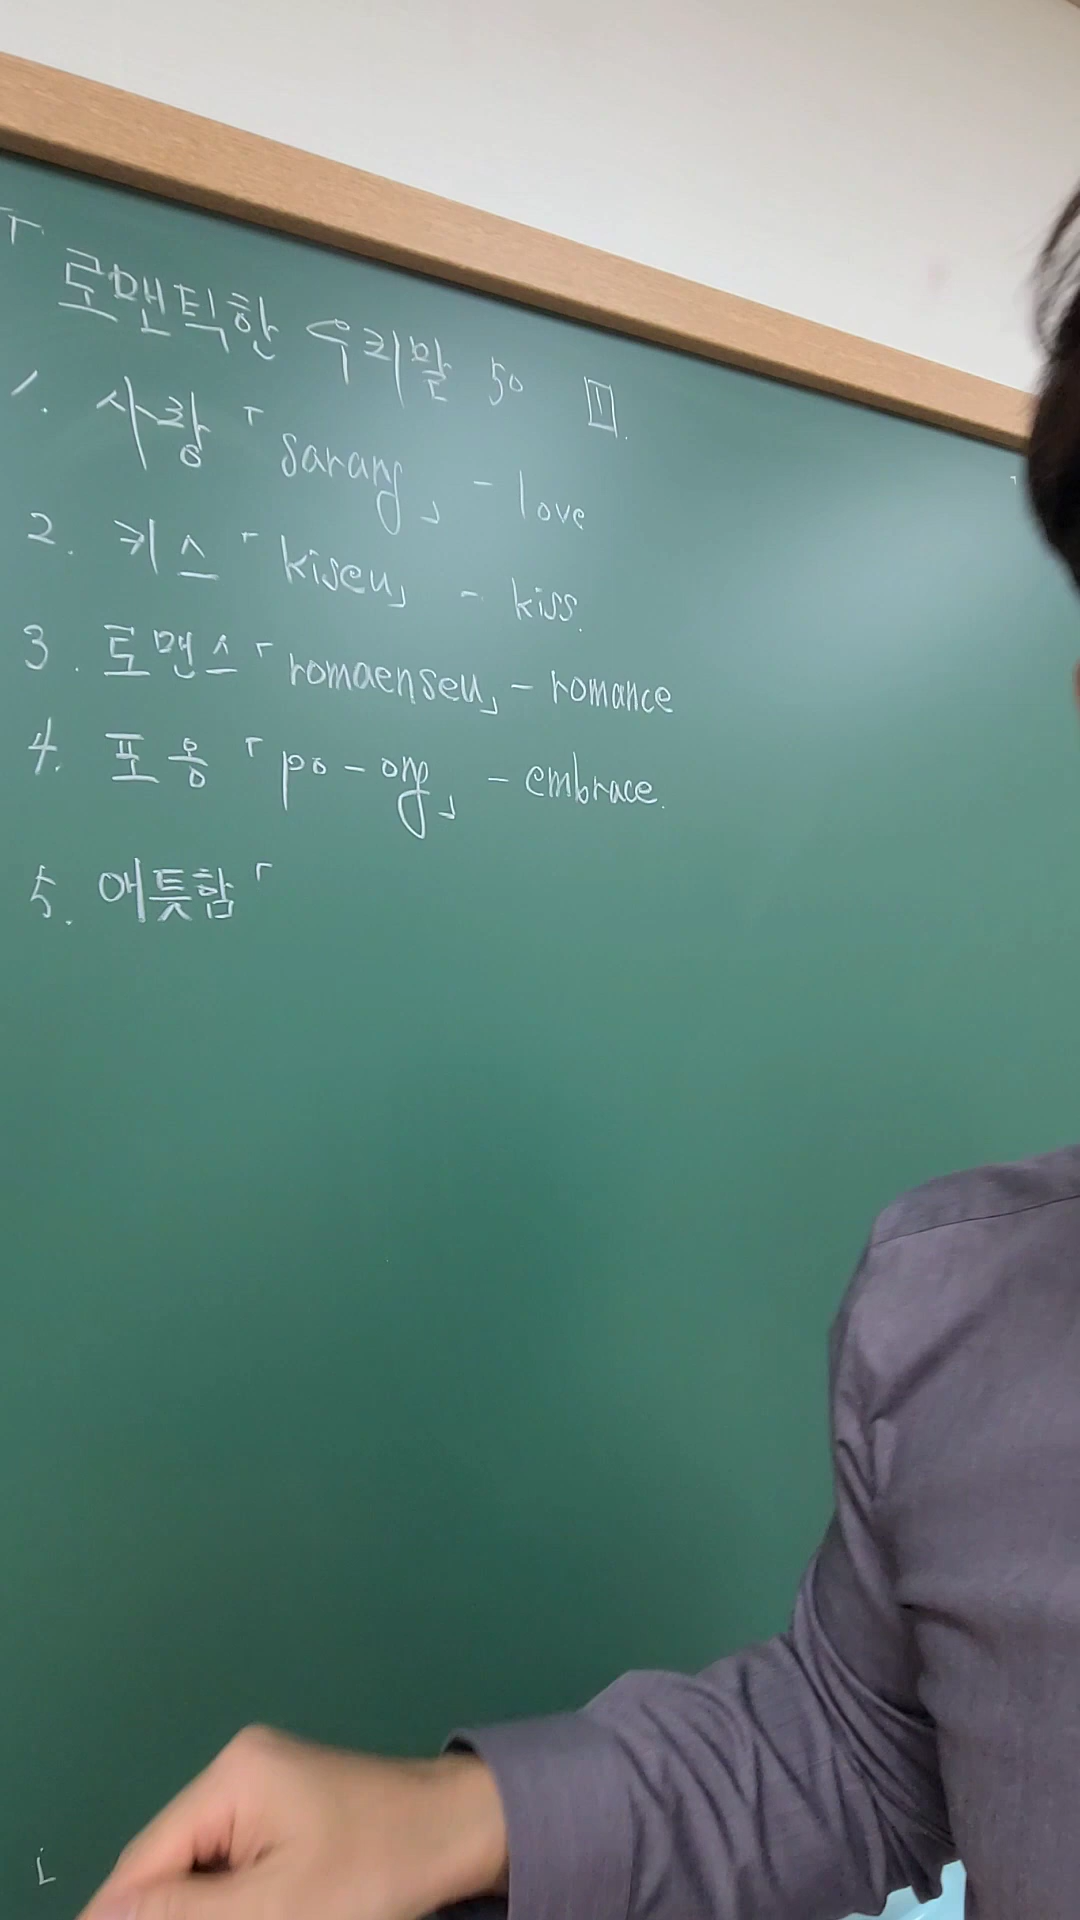 「로맨틱한 우리말 50 1.
1. 사랑「sarang」 - love
2. 키스「kiseu」 - kiss.
3. 로맨스「romaenseu」 - romance
4. 포옹「po-ong」 - embrace.
5. 애틋함「